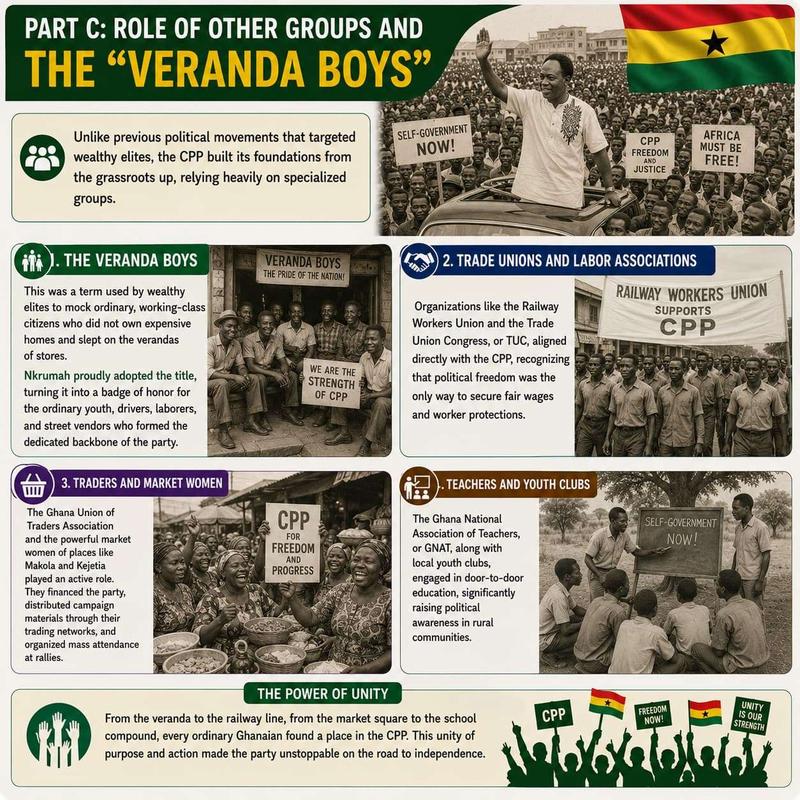 PART C: ROLE OF OTHER GROUPS AND
THE “VERANDA BOYS”
SELF-GOVERNMENT
NOW!
CPP
FREEDOM
AND
JUSTICE
AFRICA
MUST BE
FREE!
Unlike previous political movements that targeted
wealthy elites, the CPP built its foundations from
the grassroots up, relying heavily on specialized
groups.
1. THE VERANDA BOYS
This was a term used by wealthy
elites to mock ordinary, working-class
citizens who did not own expensive
homes and slept on the verandas
of stores.
Nkrumah proudly adopted the title,
turning it into a badge of honor for
the ordinary youth, drivers, laborers,
and street vendors who formed the
dedicated backbone of the party.
VERANDA BOYS
THE PRIDE OF THE NATION!
WE ARE THE
STRENGTH
OF CPP
2. TRADE UNIONS AND LABOR ASSOCIATIONS
Organizations like the Railway
Workers Union and the Trade
Union Congress, or TUC, aligned
directly with the CPP, recognizing
that political freedom was the
only way to secure fair wages
and worker protections.
RAILWAY WORKERS UNION
SUPPORTS
CPP
3. TRADERS AND MARKET WOMEN
The Ghana Union of
Traders Association
and the powerful market
women of places like
Makola and Kejetia
played an active role.
They financed the party,
distributed campaign
materials through their
trading networks, and
organized mass attendance
at rallies.
CPP
FOR
FREEDOM
AND
PROGRESS
. TEACHERS AND YOUTH CLUBS
The Ghana National
Association of Teachers,
or GNAT, along with
local youth clubs,
engaged in door-to-door
education, significantly
raising political
awareness in rural
communities.
SELF-GOVERNMENT
NOW!
THE POWER OF UNITY
From the veranda to the railway line, from the market square to the school
compound, every ordinary Ghanaian found a place in the CPP. This unity of
purpose and action made the party unstoppable on the road to independence.
CPP
FREEDOM
NOW!
UNITY
IS OUR
STRENGTH